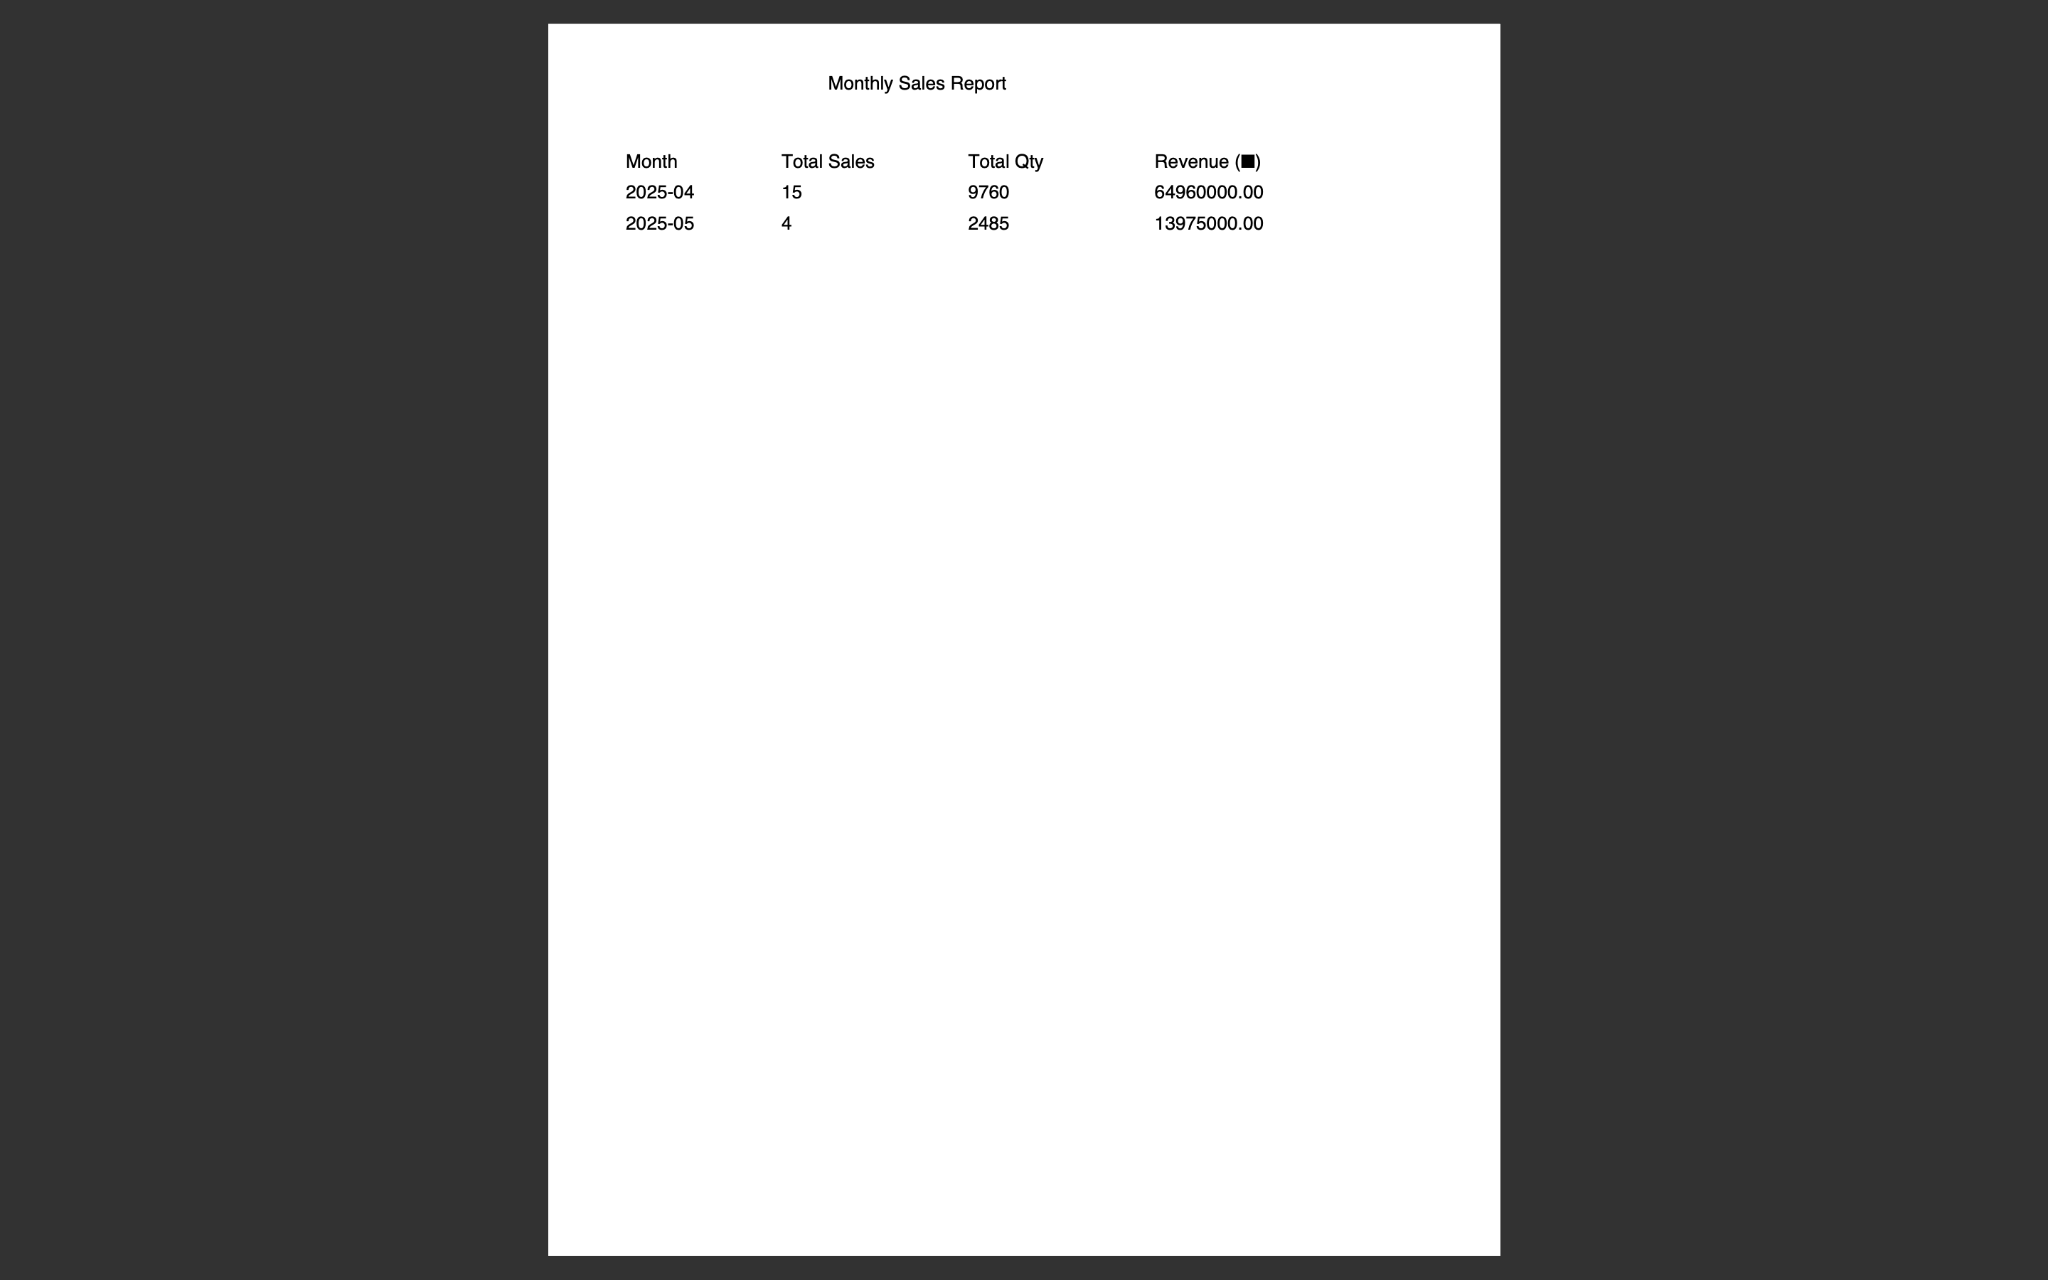 Monthly Sales Report
Month Total Sales Total Qty Revenue (■)
2025-04 15 9760 64960000.00
2025-05 4 2485 13975000.00